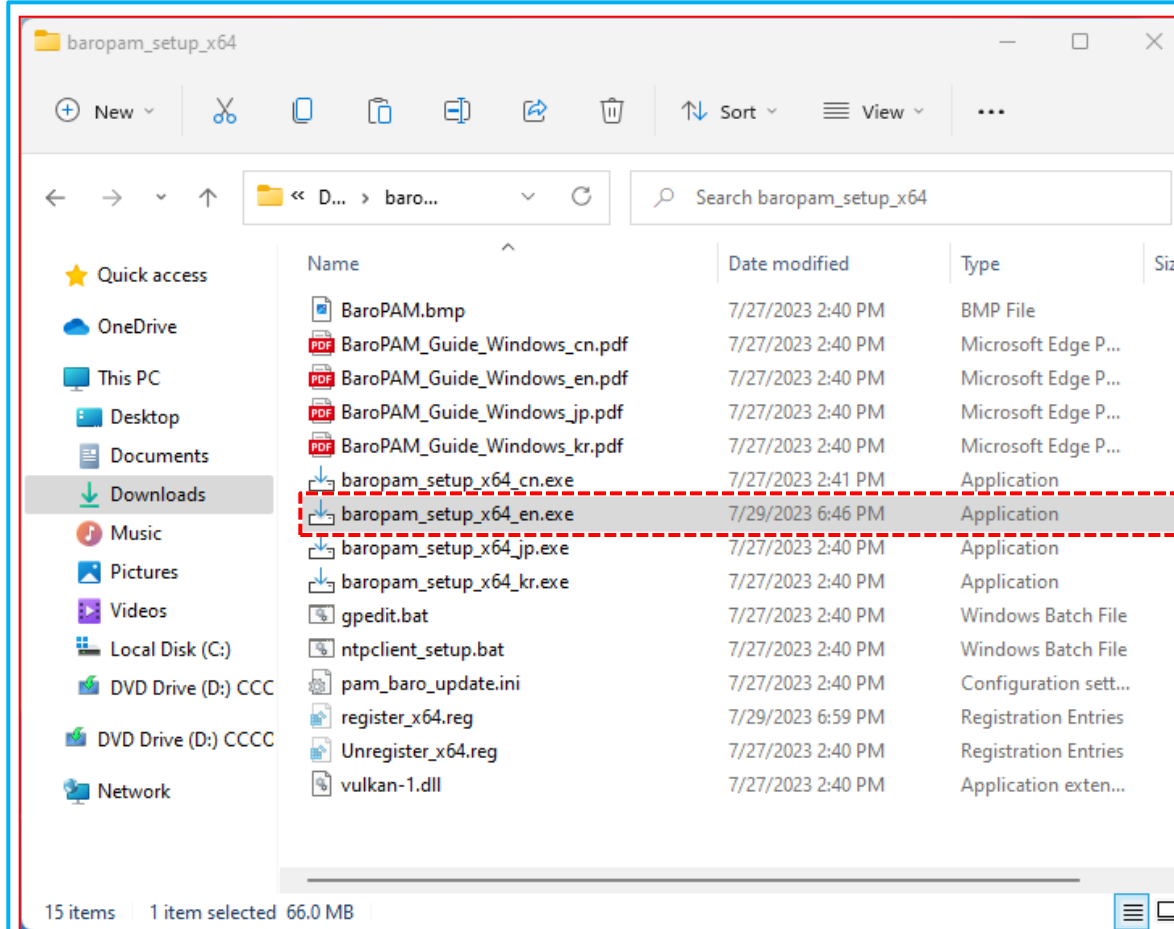 baropam_setup_x64
New Sort View
« D... › baro... Search baropam_setup_x64
Quick access
OneDrive
This PC
Desktop
Documents
Downloads
Music
Pictures
Videos
Local Disk (C:)
DVD Drive (D:) CCC
DVD Drive (D:) CCCO
Network
Name Date modified Type Siz
BaroPAM.bmp 7/27/2023 2:40 PM BMP File
PDF BaroPAM_Guide_Windows_cn.pdf 7/27/2023 2:40 PM Microsoft Edge P...
PDF BaroPAM_Guide_Windows_en.pdf 7/27/2023 2:40 PM Microsoft Edge P...
PDF BaroPAM_Guide_Windows_jp.pdf 7/27/2023 2:40 PM Microsoft Edge P...
PDF BaroPAM_Guide_Windows_kr.pdf 7/27/2023 2:40 PM Microsoft Edge P...
baropam_setup_x64_cn.exe 7/27/2023 2:41 PM Application
baropam_setup_x64_en.exe 7/29/2023 6:46 PM Application
baropam_setup_x64_jp.exe 7/27/2023 2:40 PM Application
baropam_setup_x64_kr.exe 7/27/2023 2:40 PM Application
gpedit.bat 7/27/2023 2:40 PM Windows Batch File
ntpclient_setup.bat 7/27/2023 2:40 PM Windows Batch File
pam_baro_update.ini 7/27/2023 2:40 PM Configuration sett...
register_x64.reg 7/29/2023 6:59 PM Registration Entries
Unregister_x64.reg 7/27/2023 2:40 PM Registration Entries
vulkan-1.dll 7/27/2023 2:40 PM Application exten...
15 items 1 item selected 66.0 MB